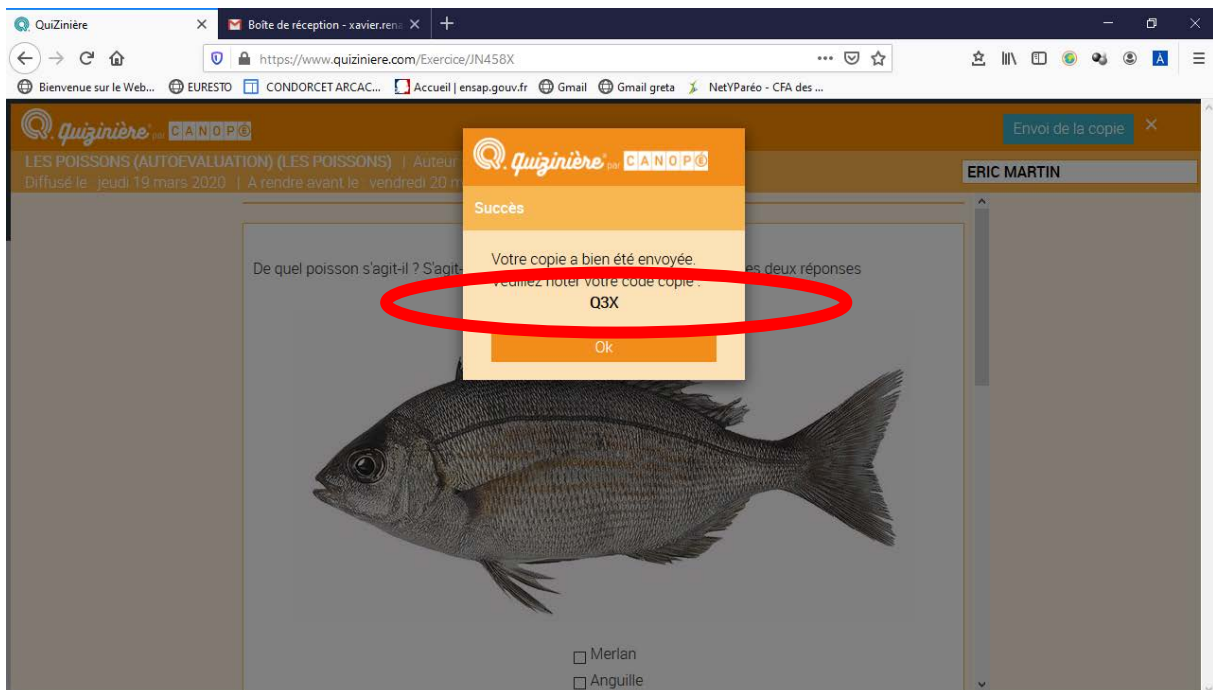 QuiZinière
Boîte de réception - xavier.rena
https://www.quiziniere.com/Exercice/JN458X
Bienvenue sur le Web... EURESTO CONDORCET ARCAC... Accueil | ensap.gouv.fr Gmail Gmail greta NetYParéo - CFA des ...
Quizinière par CANOPÉ
Envoi de la copie
LES POISSONS (AUTOEVALUATION) (LES POISSONS) | Auteur
Diffusé le : jeudi 19 mars 2020 | A rendre avant le : vendredi 20 m
ERIC MARTIN
Quizinière par CANOPÉ
Succès
Votre copie a bien été envoyée.
Veuillez noter votre code copie :
Q3X
Ok
De quel poisson s'agit-il ? S'agit- es deux réponses
Merlan
Anguille